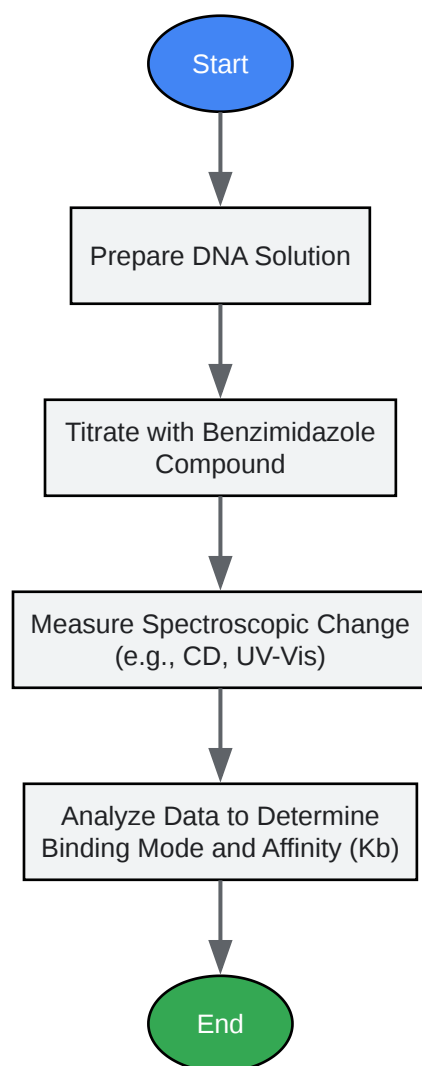 Start
Prepare DNA Solution
Titrate with Benzimidazole
Compound
Measure Spectroscopic Change
(e.g., CD, UV-Vis)
Analyze Data to Determine
Binding Mode and Affinity (Kb)
End